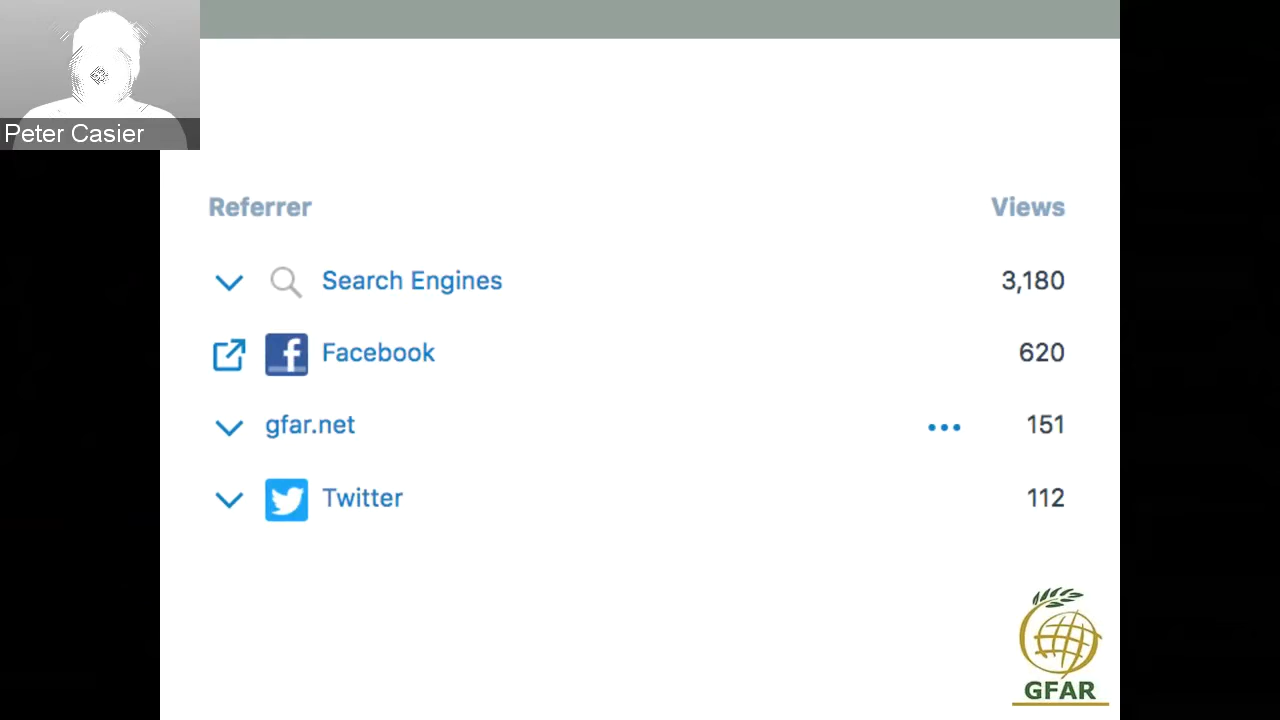 Peter Casier
Referrer Views
Search Engines 3,180
Facebook 620
gfar.net ••• 151
Twitter 112
GFAR